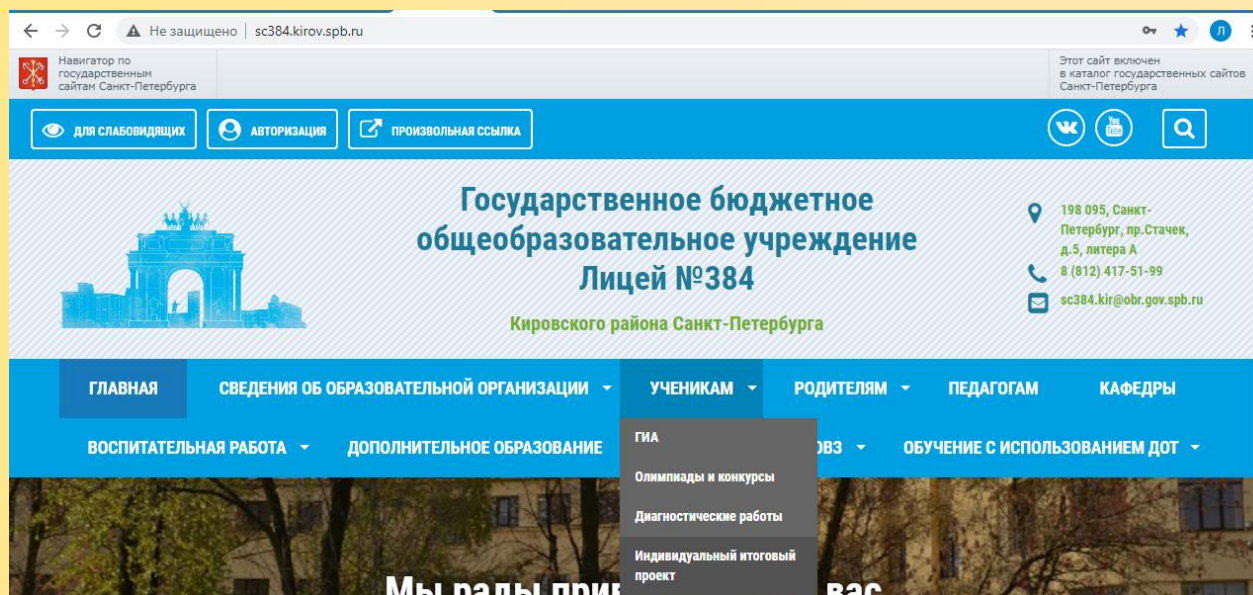 Не защищено | sc384.kirov.spb.ru
Л
Навигатор по
государственным
сайтам Санкт-Петербурга
Этот сайт включен
в каталог государственных сайтов
Санкт-Петербурга
ДЛЯ СЛАБОВИДЯЩИХ
АВТОРИЗАЦИЯ
ПРОИЗВОЛЬНАЯ ССЫЛКА
You
Tube
Государственное бюджетное
общеобразовательное учреждение
Лицей №384
Кировского района Санкт-Петербурга
198 095, Санкт-
Петербург, пр.Стачек,
д.5, литера А
8 (812) 417-51-99
sc384.kir@obr.gov.spb.ru
ГЛАВНАЯ СВЕДЕНИЯ ОБ ОБРАЗОВАТЕЛЬНОЙ ОРГАНИЗАЦИИ УЧЕНИКАМ РОДИТЕЛЯМ ПЕДАГОГАМ КАФЕДРЫ
ВОСПИТАТЕЛЬНАЯ РАБОТА ДОПОЛНИТЕЛЬНОЕ ОБРАЗОВАНИЕ ОВЗ ОБУЧЕНИЕ С ИСПОЛЬЗОВАНИЕМ ДОТ
ГИА
Олимпиады и конкурсы
Диагностические работы
Индивидуальный итоговый
проект
Мы рады вас